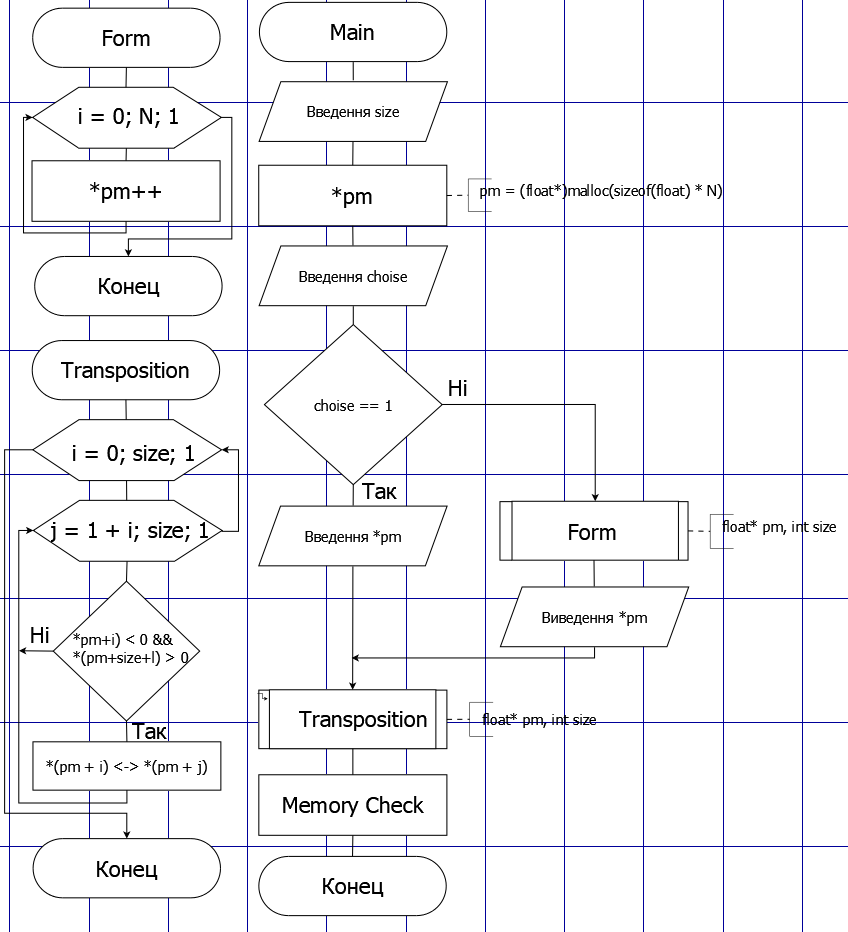 Form
i = 0; N; 1
*pm++
Конец
Transposition
i = 0; size; 1
j = 1 + i; size; 1
*pm+i) < 0 &&
*(pm+size+l) > 0
Ні
Так
*(pm + i) <-> *(pm + j)
Конец
Main
Введення size
*pm
pm = (float*)malloc(sizeof(float) * N)
Введення choise
choise == 1
Ні
Так
Введення *pm
Form
float* pm, int size
Виведення *pm
Transposition
float* pm, int size
Memory Check
Конец